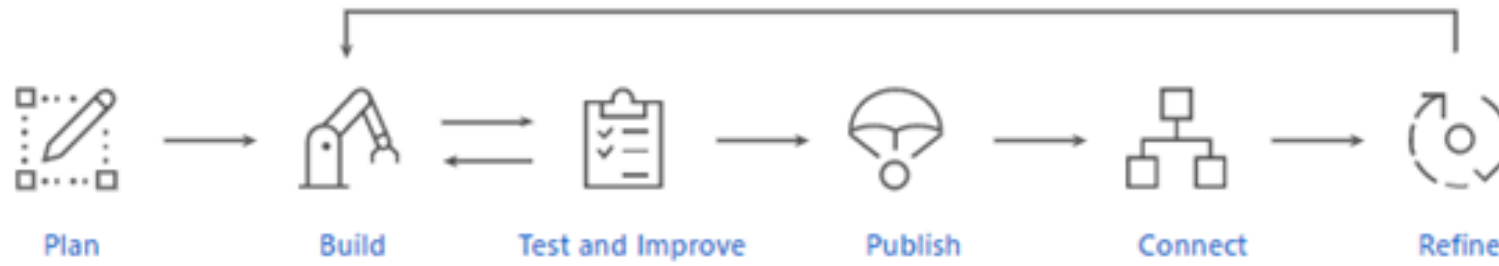 Plan
Build
Test and Improve
Publish
Connect
Refine